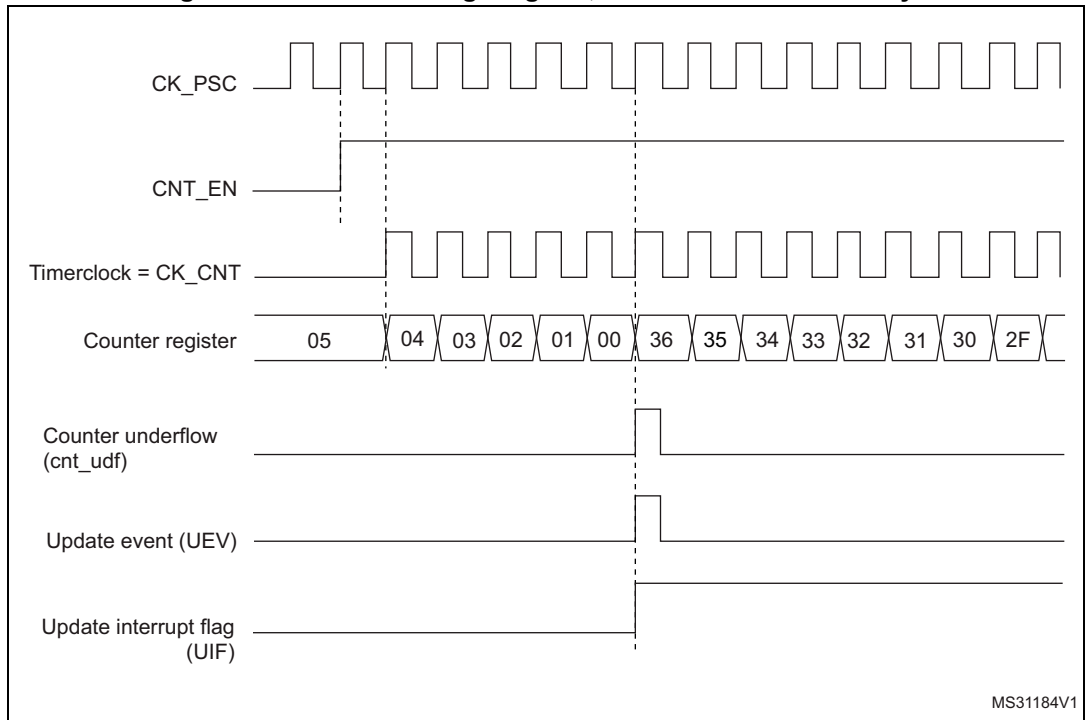 CK_PSC
CNT_EN
Timerclock = CK_CNT
Counter register 05 04 03 02 01 00 36 35 34 33 32 31 30 2F
Counter underflow
(cnt_udf)
Update event (UEV)
Update interrupt flag
(UIF)
MS31184V1